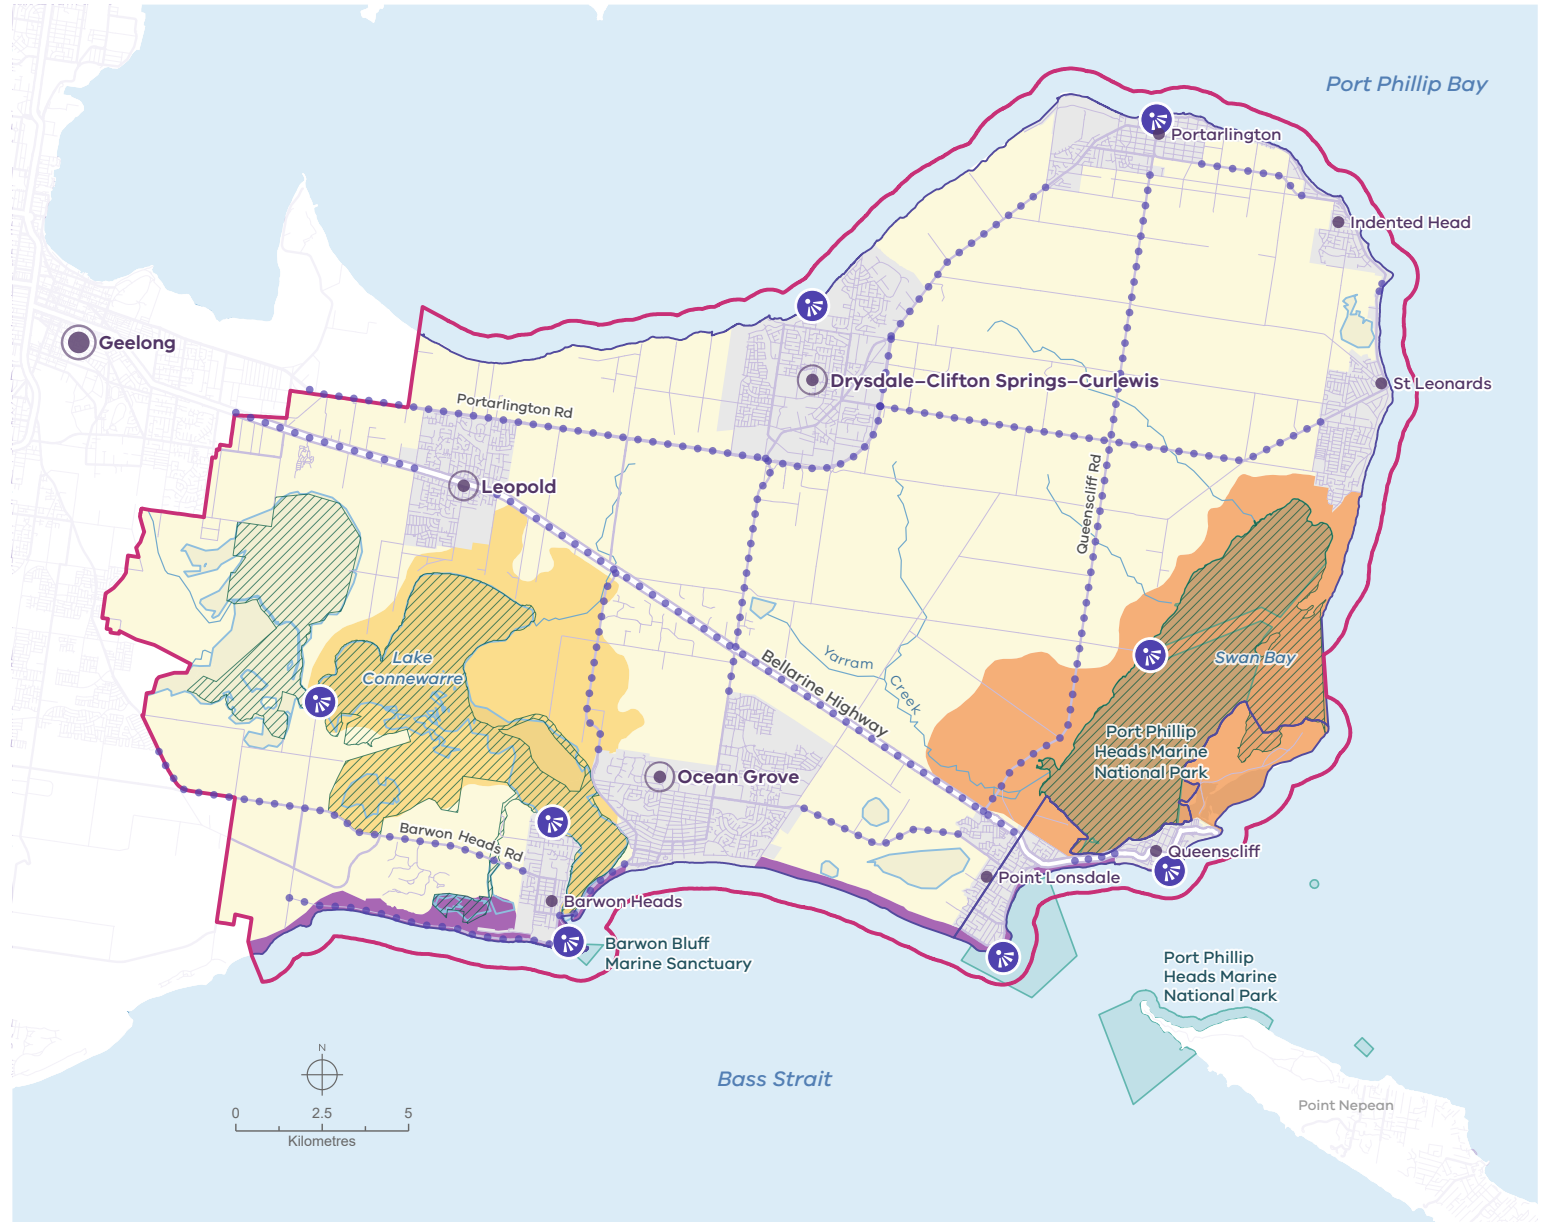 Port Phillip Bay
Portarlington
Indented Head
Geelong
Drysdale–Clifton Springs–Curlewis
St Leonards
Portarlington Rd
Leopold
Queenscliff Rd
Lake
Connewarre
Yarram
Creek
Bellarine Highway
Swan Bay
Port Phillip
Heads Marine
National Park
Ocean Grove
Barwon Heads Rd
Queenscliff
Point Lonsdale
Barwon Heads
Barwon Bluff
Marine Sanctuary
Port Phillip
Heads Marine
National Park
N
Bass Strait
0 2.5 5
Kilometres
Point Nepean